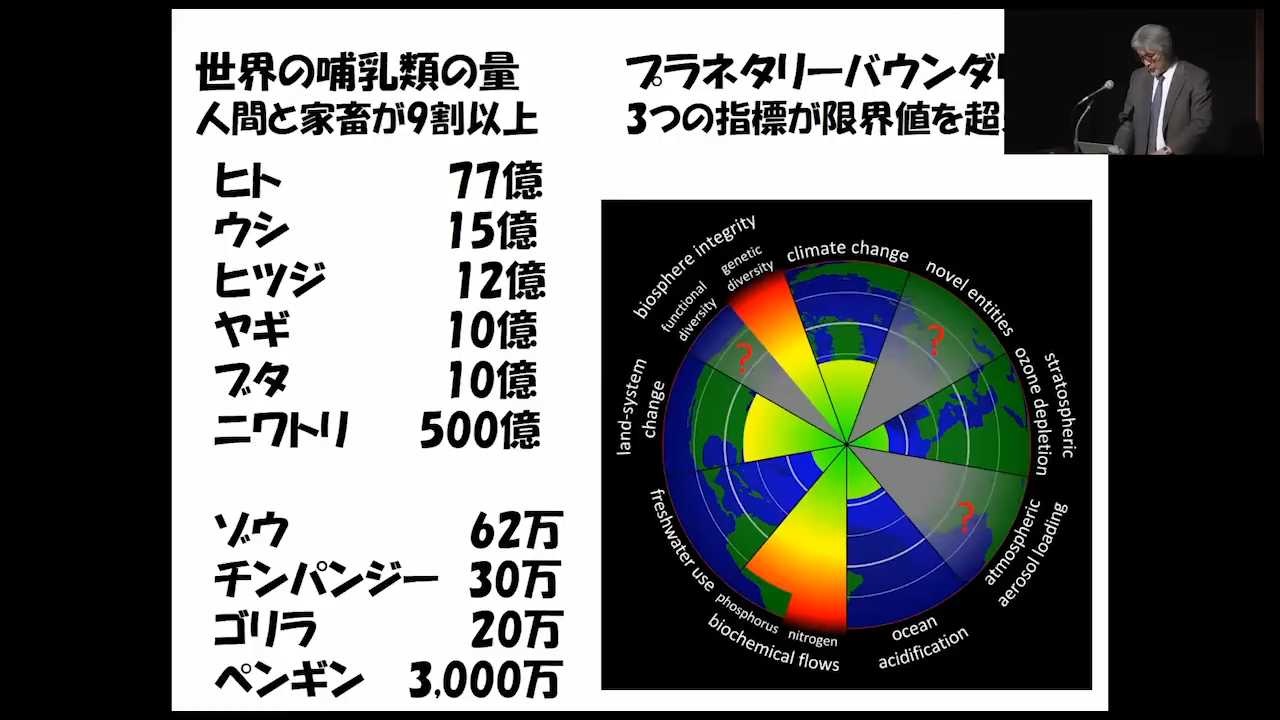 世界の哺乳類の量
人間と家畜が9割以上
ヒト 77億
ウシ 15億
ヒツジ 12億
ヤギ 10億
ブタ 10億
ニワトリ 500億
ゾウ 62万
チンパンジー 30万
ゴリラ 20万
ペンギン 3,000万
プラネタリーバウンダ
3つの指標が限界値を超
biosphere integrity
genetic
diversity
functional
diversity
climate change
novel entities
stratospheric
ozone depletion
atmospheric
aerosol loading
ocean
acidification
phosphorus
nitrogen
biochemical flows
freshwater use
land-system
change
?
?
?